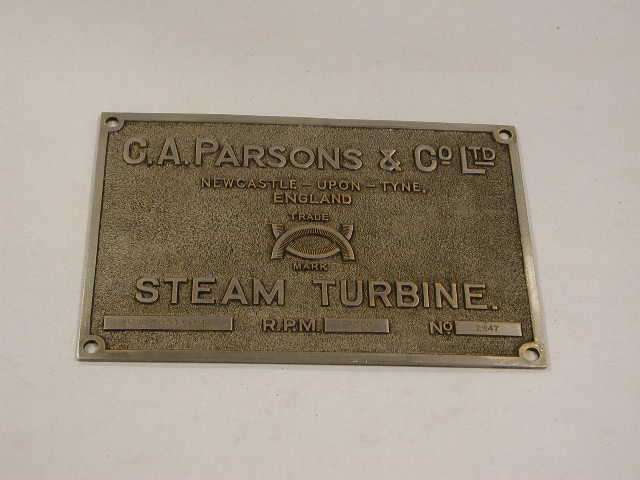 C.A. PARSONS & Co LTD
NEWCASTLE - UPON - TYNE,
ENGLAND
TRADE
MARK
STEAM TURBINE.
R.P.M. No